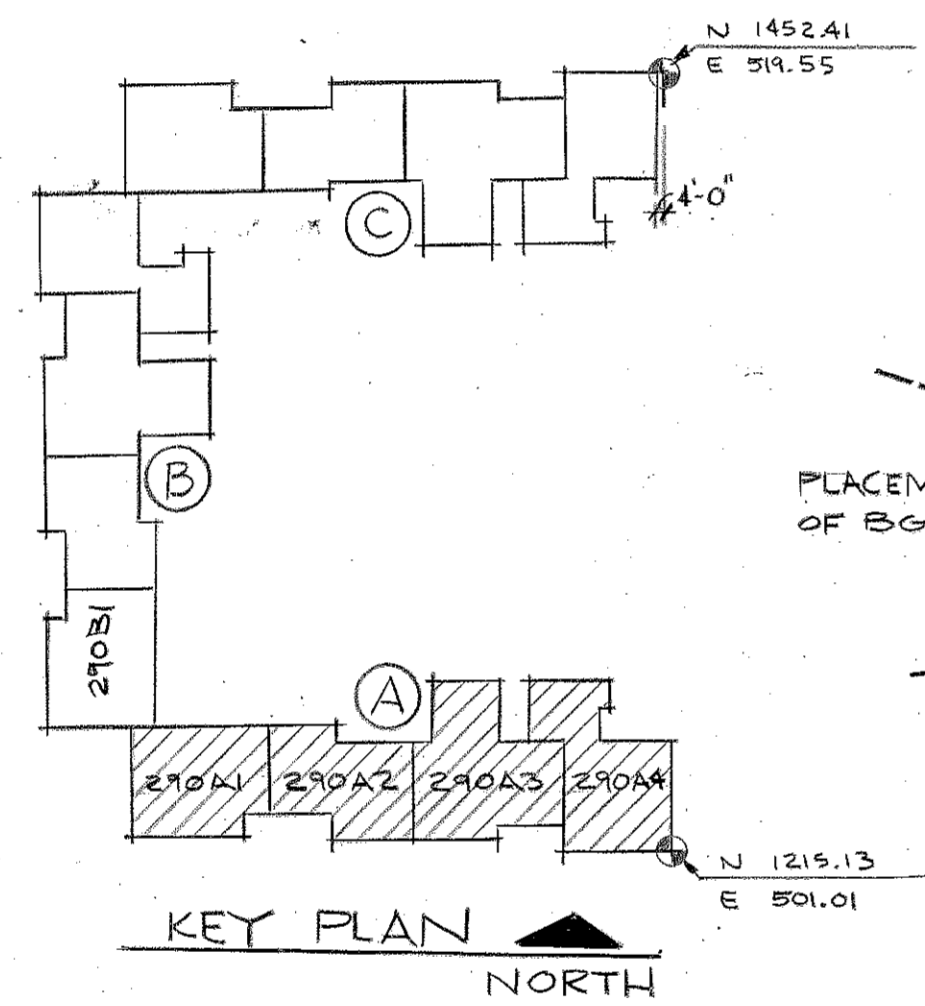 N 1452.41
E 519.55
4'-0"
C
B
PLACEM
OF BG
290B1
A
290A1
290A2
290A3
290A4
N 1215.13
E 501.01
KEY PLAN
NORTH